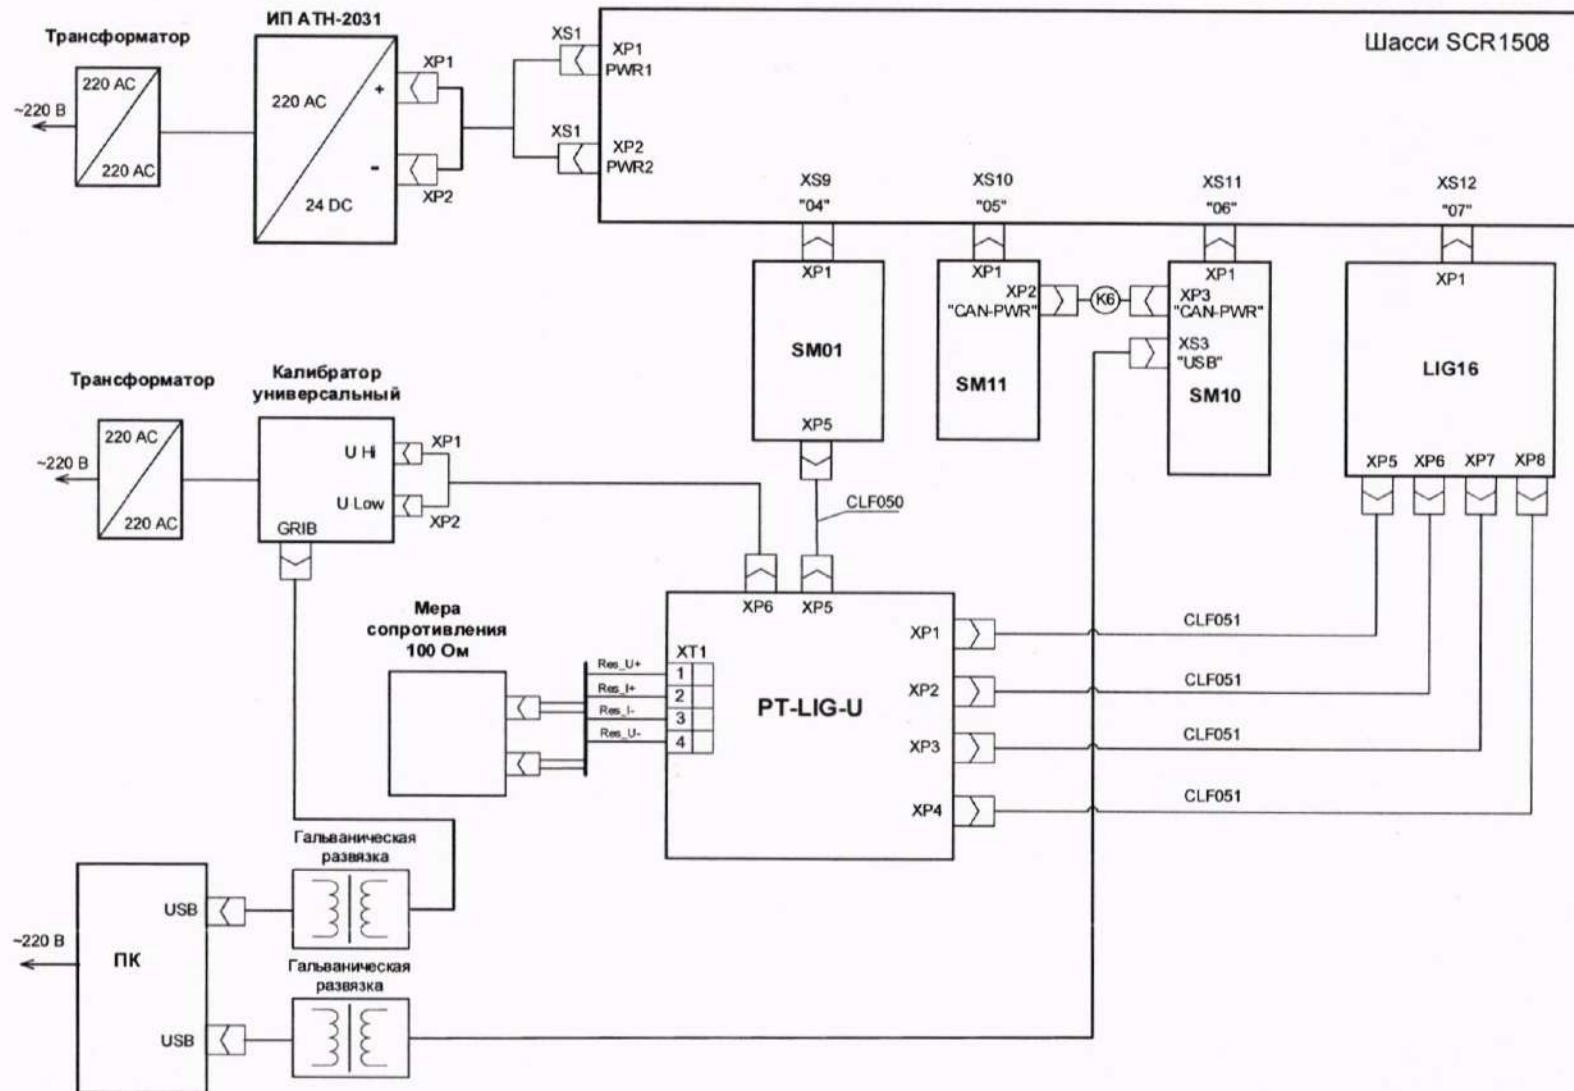 ИП АТН-2031
Трансформатор
220 AC
220 AC
~220 В
220 AC
24 DC
+
-
XP1
XP2
XS1
XS1
XP1
PWR1
XP2
PWR2
Шасси SCR1508
XS9
"04"
XS10
"05"
XS11
"06"
XS12
"07"
XP1
SM01
XP5
XP1
XP2
"CAN-PWR"
SM11
K6
XP1
XP3
"CAN-PWR"
XS3
"USB"
SM10
XP1
LIG16
XP5
XP6
XP7
XP8
Трансформатор
220 AC
220 AC
~220 В
Калибратор
универсальный
U Hi
U Low
GRIB
XP1
XP2
CLF050
Мера
сопротивления
100 Ом
Res_U+
Res_I+
Res_I-
Res_U-
XT1
1
2
3
4
XP6
XP5
PT-LIG-U
XP1
XP2
XP3
XP4
CLF051
CLF051
CLF051
CLF051
Гальваническая
развязка
USB
~220 В
ПК
Гальваническая
развязка
USB